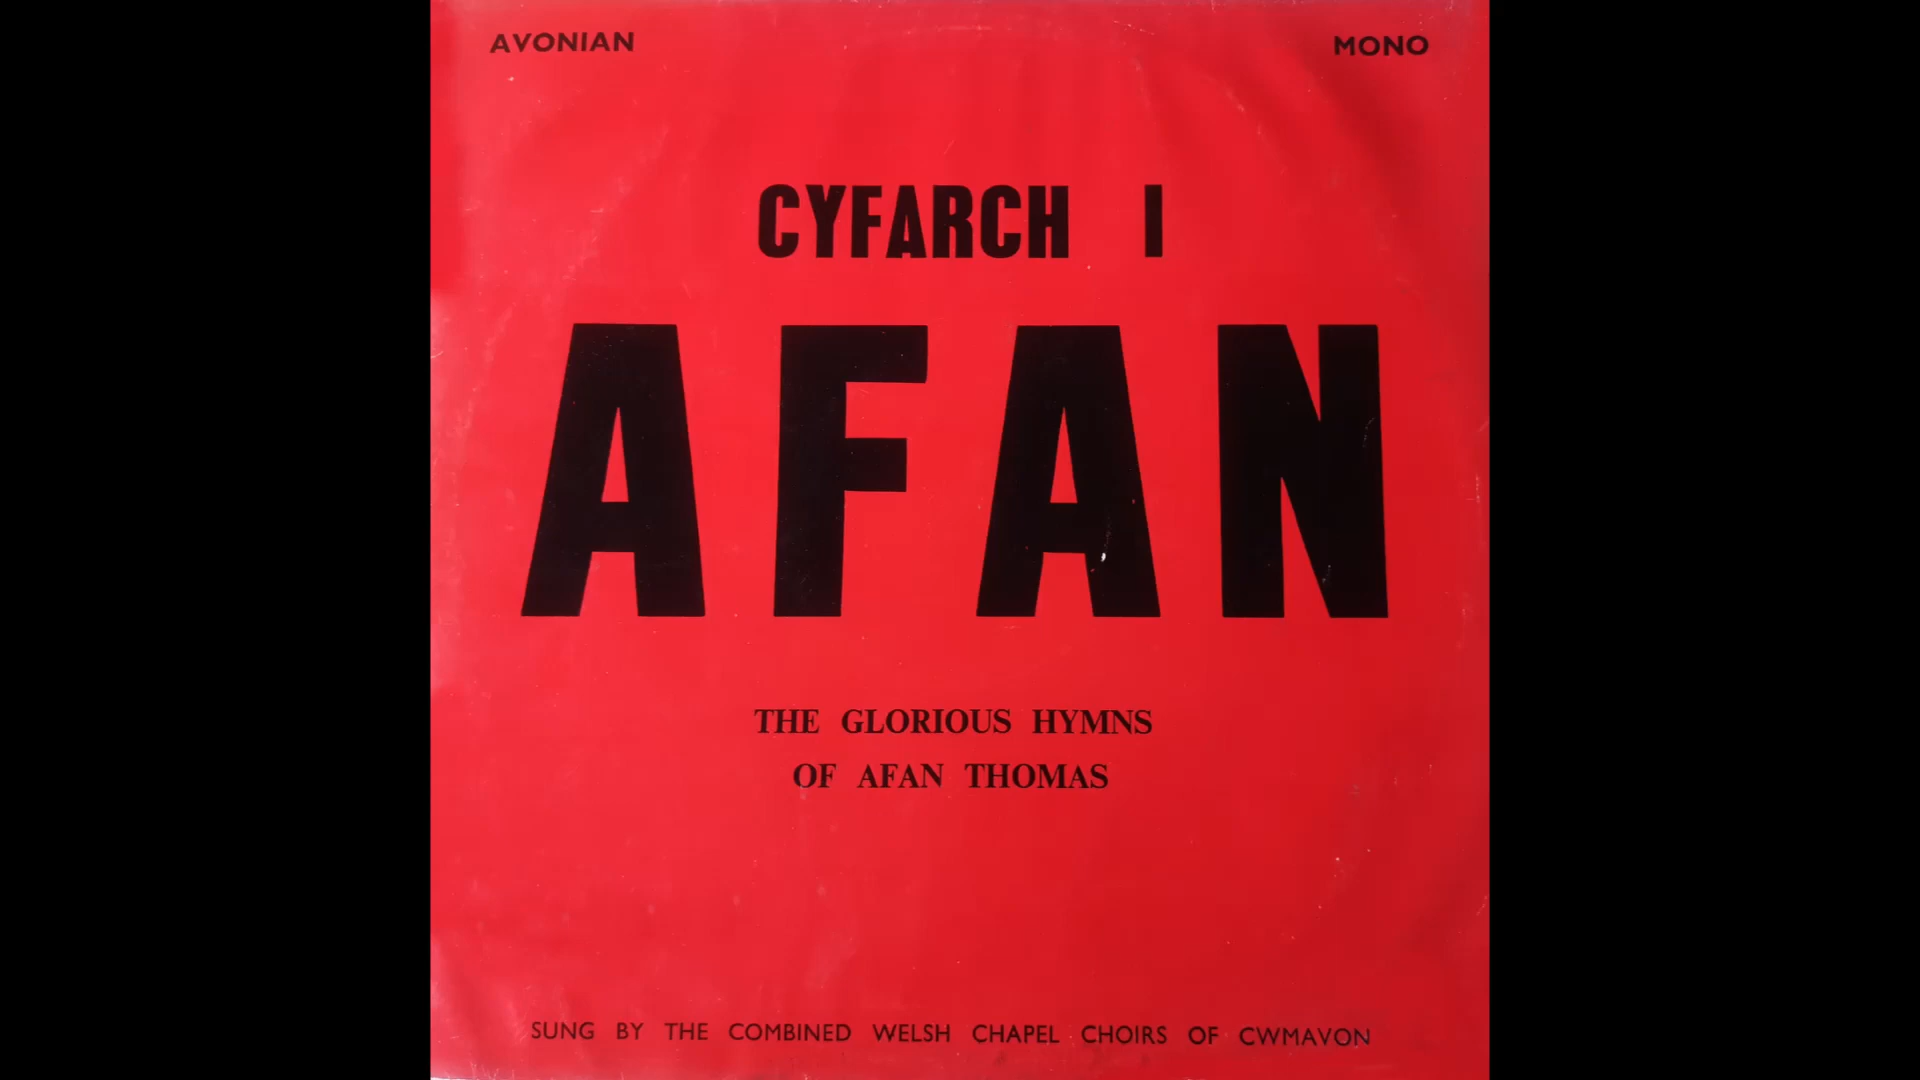 AVONIAN MONO
CYFARCH I
AFAN
THE GLORIOUS HYMNS
OF AFAN THOMAS
SUNG BY THE COMBINED WELSH CHAPEL CHOIRS OF CWMAVON